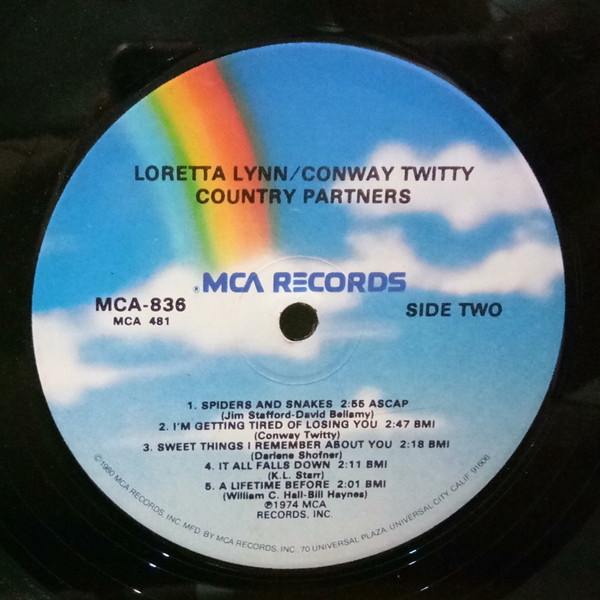 LORETTA LYNN/CONWAY TWITTY
COUNTRY PARTNERS
®MCA RECORDS
MCA-836
MCA 481
SIDE TWO
1. SPIDERS AND SNAKES 2:55 ASCAP
(Jim Stafford-David Bellamy)
2. I'M GETTING TIRED OF LOSING YOU 2:47 BMI
(Conway Twitty)
3. SWEET THINGS I REMEMBER ABOUT YOU 2:18 BMI
(Darlene Shofner)
4. IT ALL FALLS DOWN 2:11 BMI
(K.L. Starr)
5. A LIFETIME BEFORE 2:01 BMI
(William C. Hall-Bill Haynes)
℗1974 MCA
RECORDS, INC.
©1980 MCA RECORDS, INC. MFD. BY MCA RECORDS, INC. 70 UNIVERSAL PLAZA, UNIVERSAL CITY, CALIF. 91608